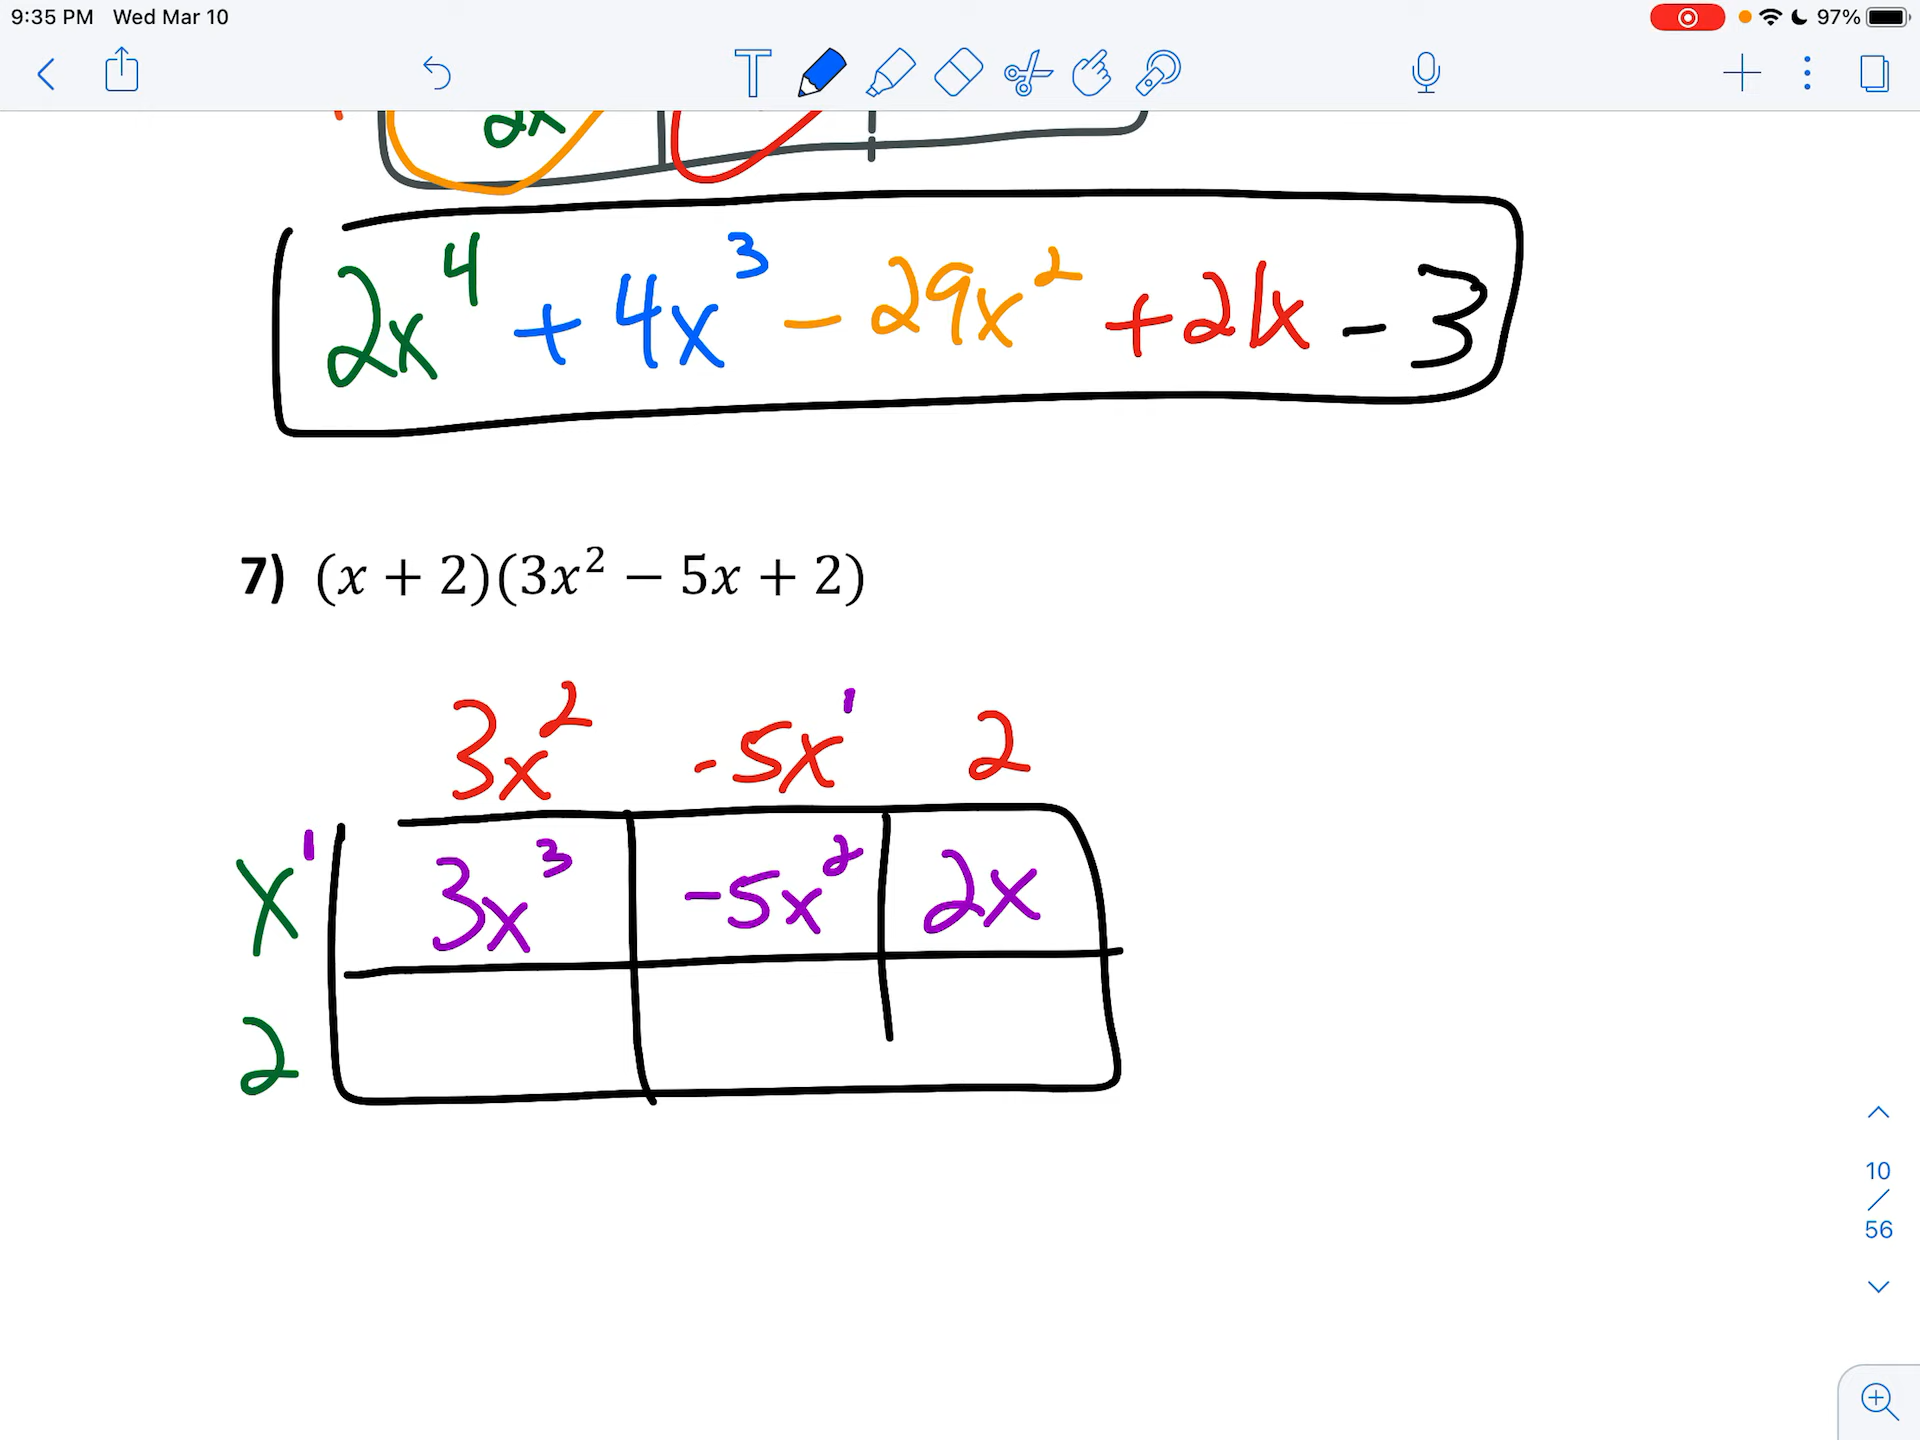 9:35 PM Wed Mar 10 97%
T
2x
2x⁴ + 4x³ - 29x² + 21x - 3
7) (x + 2)(3x² − 5x + 2)
3x² -5x¹ 2
x¹ 3x³ -5x² 2x
2
10
/
56